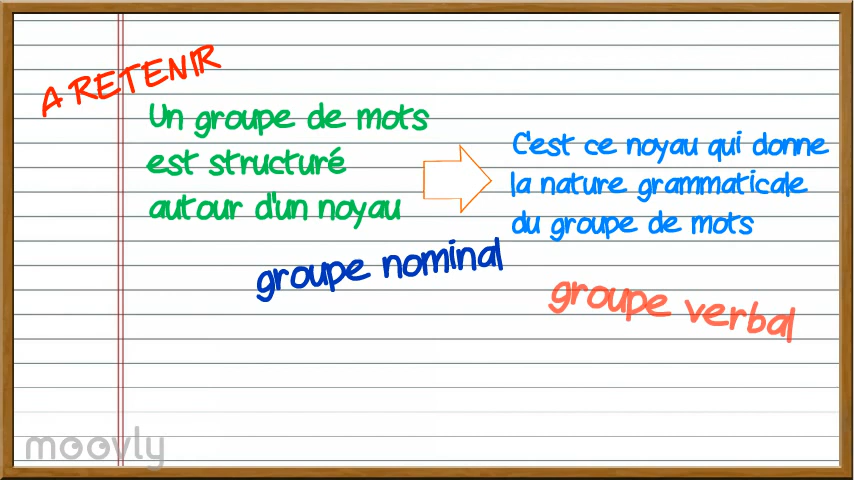 A RETENIR
Un groupe de mots
est structuré
autour d'un noyau
C'est ce noyau qui donne
la nature grammaticale
du groupe de mots
groupe nominal
groupe verbal
moovly